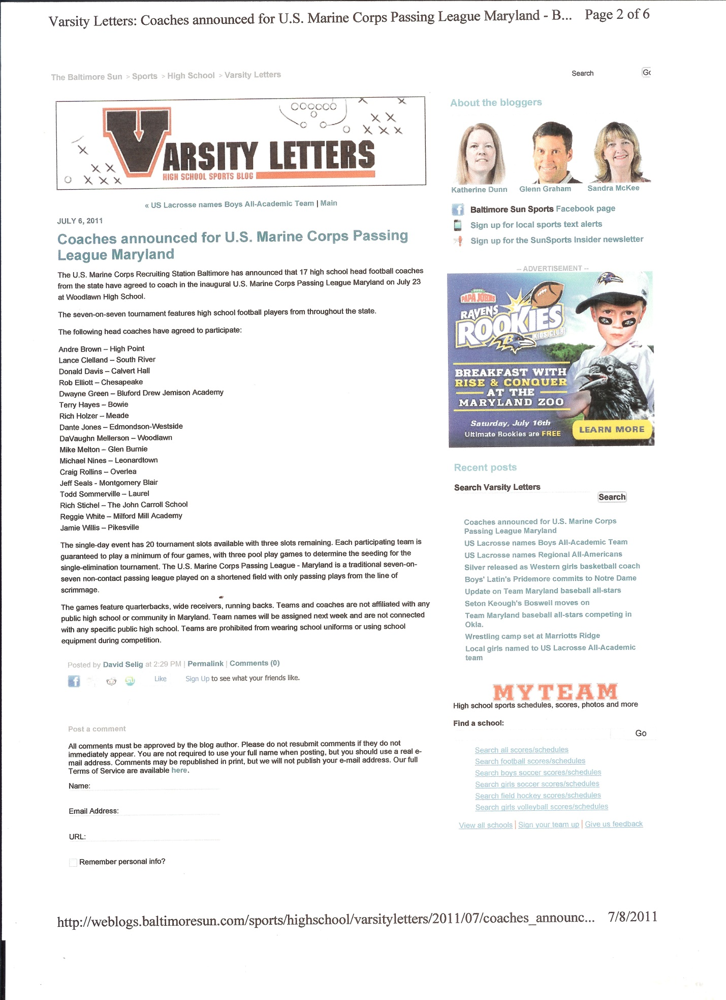 Varsity Letters: Coaches announced for U.S. Marine Corps Passing League Maryland - B... Page 2 of 6
The Baltimore Sun > Sports > High School > Varsity Letters
Search
Go
VARSITY LETTERS
HIGH SCHOOL SPORTS BLOG
« US Lacrosse names Boys All-Academic Team | Main
JULY 6, 2011
Coaches announced for U.S. Marine Corps Passing
League Maryland
The U.S. Marine Corps Recruiting Station Baltimore has announced that 17 high school head football coaches
from the state have agreed to coach in the inaugural U.S. Marine Corps Passing League Maryland on July 23
at Woodlawn High School.
The seven-on-seven tournament features high school football players from throughout the state.
The following head coaches have agreed to participate:
Andre Brown – High Point
Lance Clelland – South River
Donald Davis – Calvert Hall
Rob Elliott – Chesapeake
Dwayne Green – Bluford Drew Jemison Academy
Terry Hayes – Bowie
Rich Holzer – Meade
Dante Jones – Edmondson-Westside
DaVaughn Mellerson – Woodlawn
Mike Melton – Glen Burnie
Michael Nines – Leonardtown
Craig Rollins – Overlea
Jeff Seals - Montgomery Blair
Todd Sommerville – Laurel
Rich Stichel – The John Carroll School
Reggie White – Milford Mill Academy
Jamie Willis – Pikesville
The single-day event has 20 tournament slots available with three slots remaining. Each participating team is
guaranteed to play a minimum of four games, with three pool play games to determine the seeding for the
single-elimination tournament. The U.S. Marine Corps Passing League - Maryland is a traditional seven-on-
seven non-contact passing league played on a shortened field with only passing plays from the line of
scrimmage.
The games feature quarterbacks, wide receivers, running backs. Teams and coaches are not affiliated with any
public high school or community in Maryland. Team names will be assigned next week and are not connected
with any specific public high school. Teams are prohibited from wearing school uniforms or using school
equipment during competition.
Posted by David Selig at 2:29 PM | Permalink | Comments (0)
Like Sign Up to see what your friends like.
Post a comment
All comments must be approved by the blog author. Please do not resubmit comments if they do not
immediately appear. You are not required to use your full name when posting, but you should use a real e-
mail address. Comments may be republished in print, but we will not publish your e-mail address. Our full
Terms of Service are available here.
Name:
Email Address:
URL:
Remember personal info?
About the bloggers
Katherine Dunn Glenn Graham Sandra McKee
Baltimore Sun Sports Facebook page
Sign up for local sports text alerts
Sign up for the SunSports Insider newsletter
-- ADVERTISEMENT --
PAPA JOHNS
RAVENS
ROOKIES
KIDS CLUB
BREAKFAST WITH
RISE & CONQUER
AT THE
MARYLAND ZOO
Saturday, July 16th
Ultimate Rookies are FREE
LEARN MORE
Recent posts
Search Varsity Letters
Search
Coaches announced for U.S. Marine Corps
Passing League Maryland
US Lacrosse names Boys All-Academic Team
US Lacrosse names Regional All-Americans
Silver released as Western girls basketball coach
Boys' Latin's Pridemore commits to Notre Dame
Update on Team Maryland baseball all-stars
Seton Keough's Boswell moves on
Team Maryland baseball all-stars competing in
Okla.
Wrestling camp set at Marriotts Ridge
Local girls named to US Lacrosse All-Academic
team
MYTEAM
High school sports schedules, scores, photos and more
Find a school:
Go
Search all scores/schedules
Search football scores/schedules
Search boys soccer scores/schedules
Search girls soccer scores/schedules
Search field hockey scores/schedules
Search girls volleyball scores/schedules
View all schools | Sign your team up | Give us feedback
http://weblogs.baltimoresun.com/sports/highschool/varsityletters/2011/07/coaches_announc... 7/8/2011